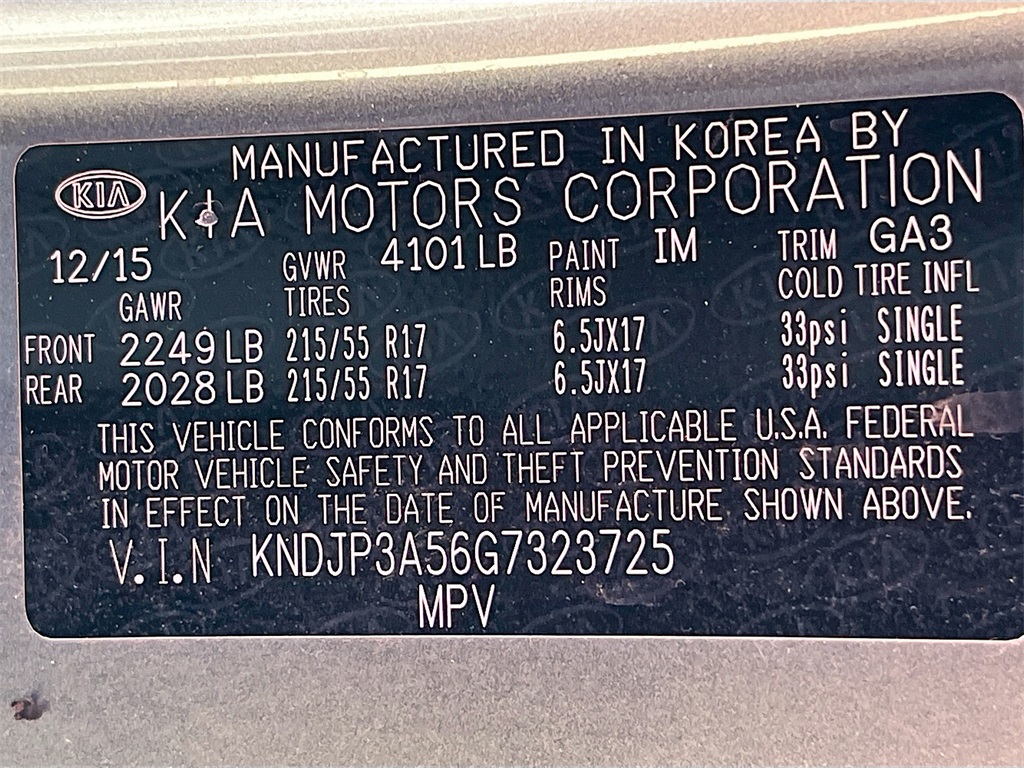 MANUFACTURED IN KOREA BY
KIA KIA MOTORS CORPORATION
12/15 GVWR 4101 LB PAINT IM TRIM GA3
GAWR TIRES RIMS COLD TIRE INFL
FRONT 2249 LB 215/55 R17 6.5JX17 33psi SINGLE
REAR 2028 LB 215/55 R17 6.5JX17 33psi SINGLE
THIS VEHICLE CONFORMS TO ALL APPLICABLE U.S.A. FEDERAL
MOTOR VEHICLE SAFETY AND THEFT PREVENTION STANDARDS
IN EFFECT ON THE DATE OF MANUFACTURE SHOWN ABOVE.
V.I.N KNDJP3A56G7323725
MPV